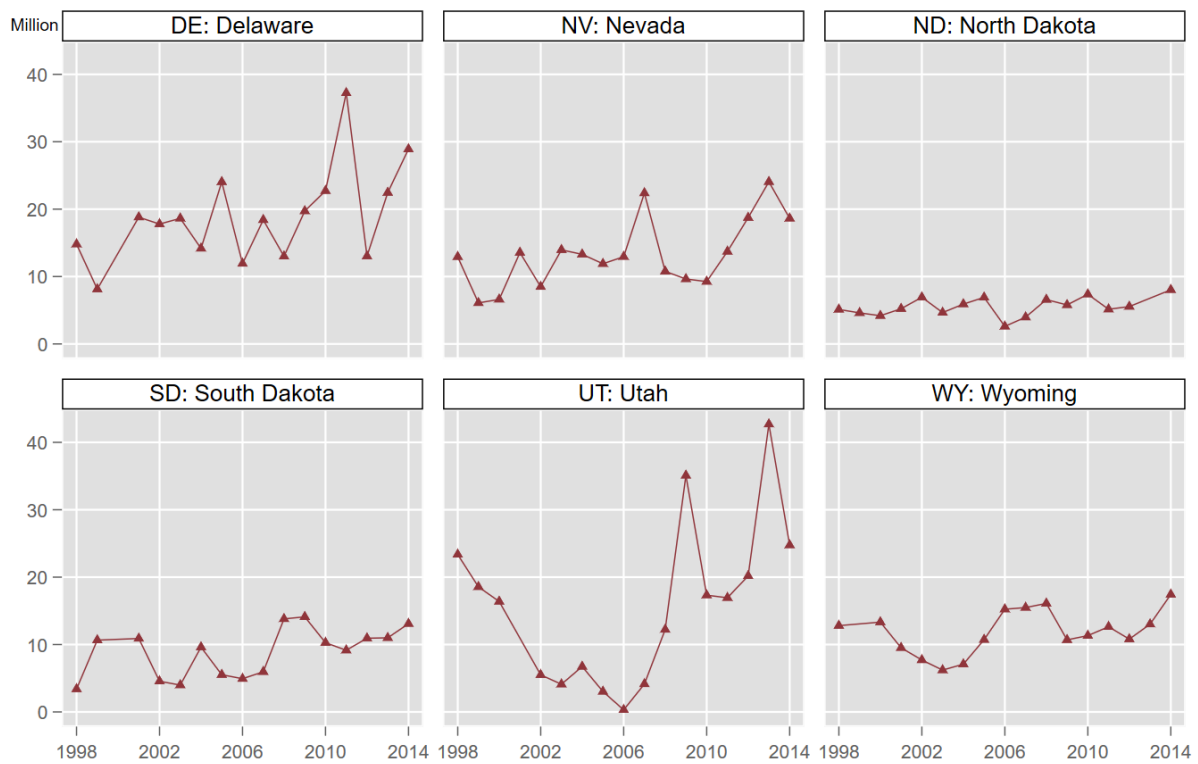 Million
DE: Delaware
NV: Nevada
ND: North Dakota
40
30
20
10
0
SD: South Dakota
UT: Utah
WY: Wyoming
40
30
20
10
0
1998 2002 2006 2010 2014
1998 2002 2006 2010 2014
1998 2002 2006 2010 2014